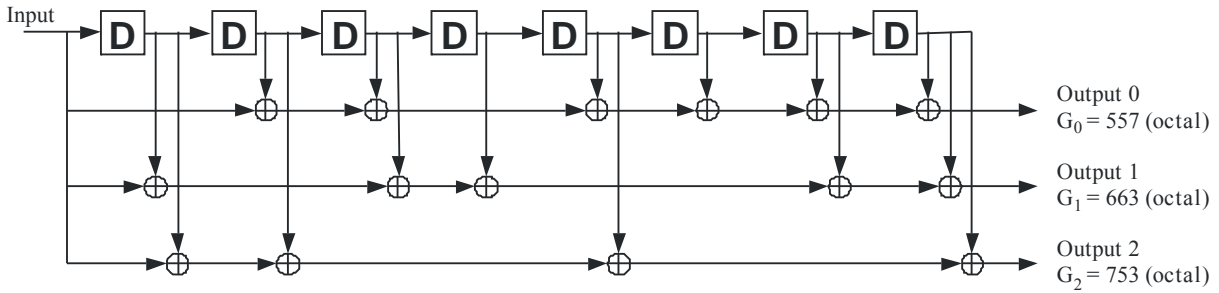 Input
D D D D D D D D
Output 0
G₀ = 557 (octal)
Output 1
G₁ = 663 (octal)
Output 2
G₂ = 753 (octal)